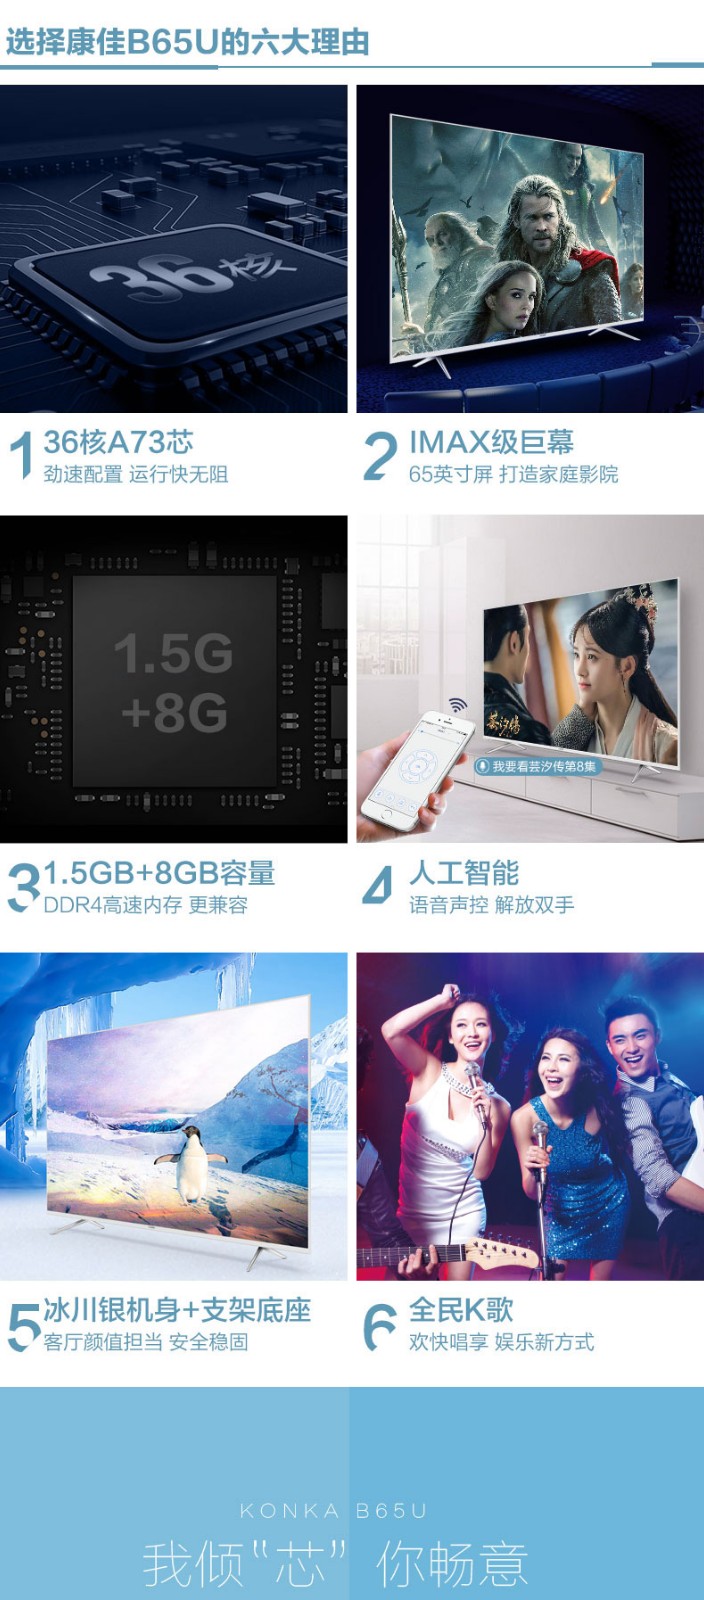 选择康佳B65U的六大理由
36核
1 36核A73芯
劲速配置 运行快无阻
2 IMAX级巨幕
65英寸屏 打造家庭影院
1.5G
+8G
芸汐传
我要看芸汐传第8集
3 1.5GB+8GB容量
DDR4高速内存 更兼容
4 人工智能
语音声控 解放双手
5 冰川银机身+支架底座
客厅颜值担当 安全稳固
6 全民K歌
欢快唱享 娱乐新方式
KONKA B65U
我倾“芯” 你畅意